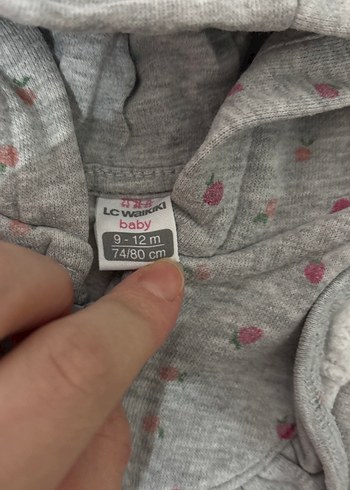 LC WAIKIKI
baby
9 - 12 m
74/80 cm